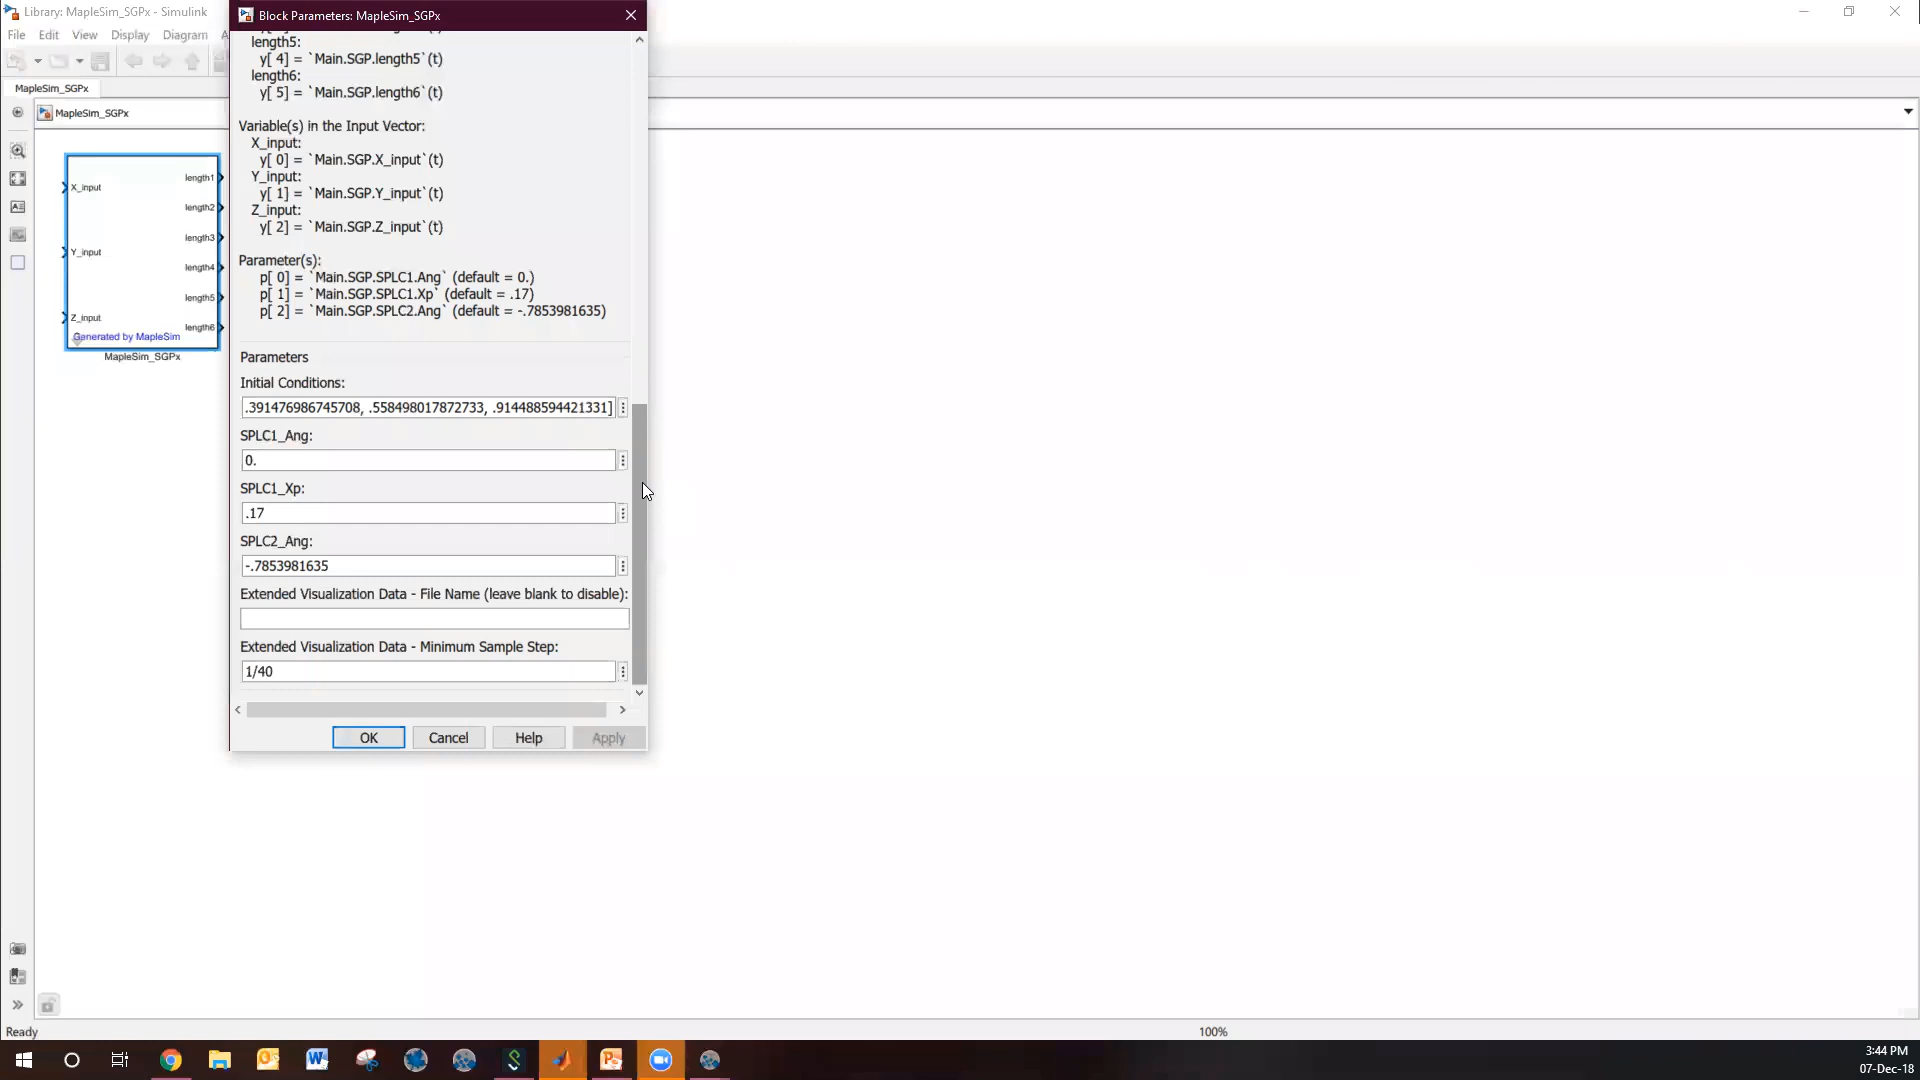 Library: MapleSim_SGPx - Simulink
File Edit View Display Diagram
MapleSim_SGPx
MapleSim_SGPx
X_input
Y_input
Z_input
length1
length2
length3
length4
length5
length6
Generated by MapleSim
MapleSim_SGPx
Block Parameters: MapleSim_SGPx
length5:
y[ 4] = `Main.SGP.length5`(t)
length6:
y[ 5] = `Main.SGP.length6`(t)
Variable(s) in the Input Vector:
X_input:
y[ 0] = `Main.SGP.X_input`(t)
Y_input:
y[ 1] = `Main.SGP.Y_input`(t)
Z_input:
y[ 2] = `Main.SGP.Z_input`(t)
Parameter(s):
p[ 0] = `Main.SGP.SPLC1.Ang` (default = 0.)
p[ 1] = `Main.SGP.SPLC1.Xp` (default = .17)
p[ 2] = `Main.SGP.SPLC2.Ang` (default = -.7853981635)
Parameters
Initial Conditions:
.391476986745708, .558498017872733, .914488594421331]
SPLC1_Ang:
0.
SPLC1_Xp:
.17
SPLC2_Ang:
-.7853981635
Extended Visualization Data - File Name (leave blank to disable):
Extended Visualization Data - Minimum Sample Step:
1/40
OK Cancel Help Apply
Ready
100%
3:44 PM
07-Dec-18